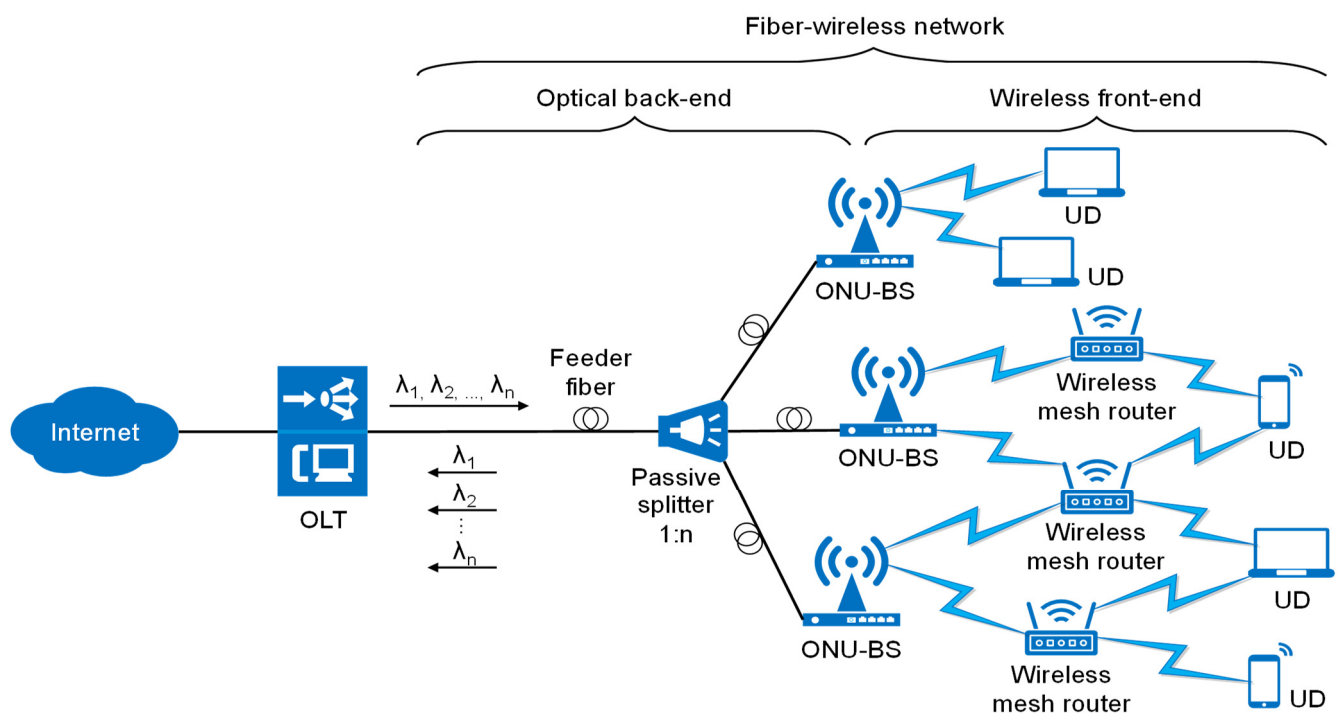 Fiber-wireless network
Optical back-end
Wireless front-end
UD
UD
ONU-BS
Feeder
fiber
λ1, λ2, ..., λn
Internet
λ1
λ2
⋮
λn
OLT
Passive
splitter
1:n
ONU-BS
Wireless
mesh router
UD
Wireless
mesh router
UD
ONU-BS
Wireless
mesh router
UD